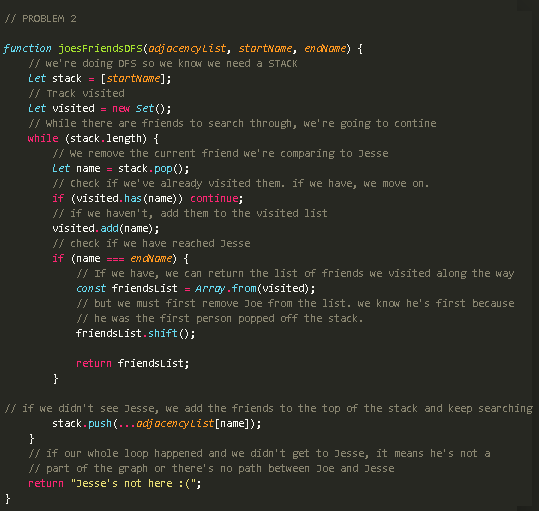 // PROBLEM 2
function joesFriendsDFS(adjacencyList, startName, endName) {
// we're doing DFS so we know we need a STACK
let stack = [startName];
// Track visited
let visited = new Set();
// While there are friends to search through, we're going to contine
while (stack.length) {
// We remove the current friend we're comparing to Jesse
let name = stack.pop();
// Check if we've already visited them. if we have, we move on.
if (visited.has(name)) continue;
// if we haven't, add them to the visited list
visited.add(name);
// check if we have reached Jesse
if (name === endName) {
// If we have, we can return the list of friends we visited along the way
const friendsList = Array.from(visited);
// but we must first remove Joe from the list. we know he's first because
// he was the first person popped off the stack.
friendsList.shift();
return friendsList;
}
// if we didn't see Jesse, we add the friends to the top of the stack and keep searching
stack.push(...adjacencyList[name]);
}
// if our whole loop happened and we didn't get to Jesse, it means he's not a
// part of the graph or there's no path between Joe and Jesse
return "Jesse's not here :(";
}